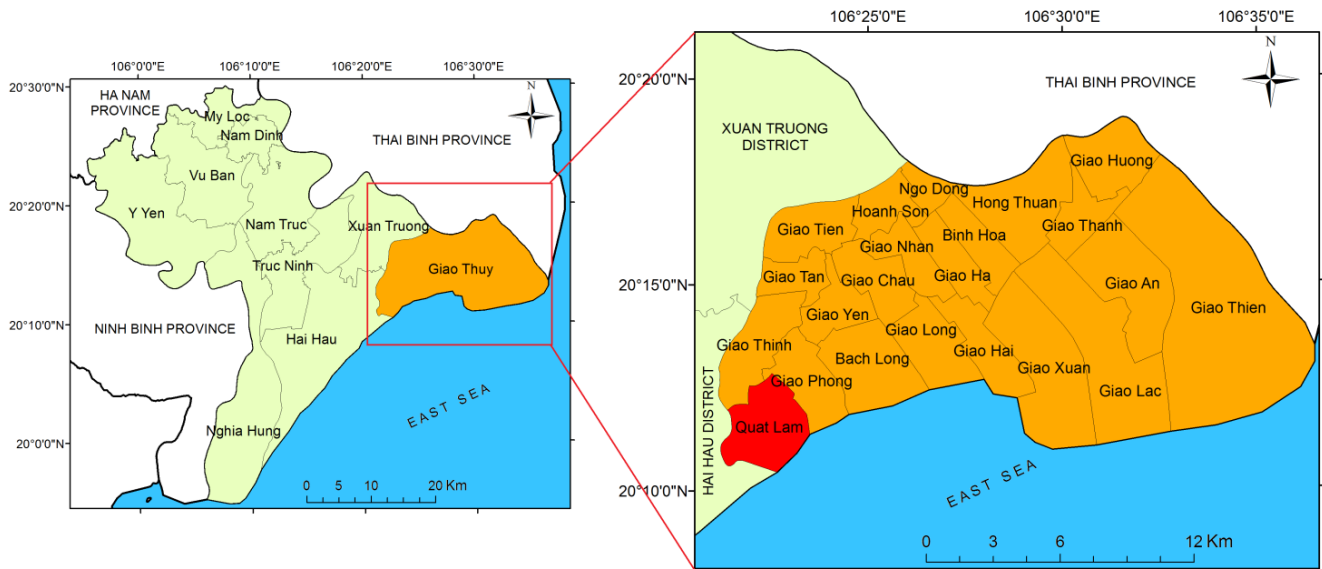 106°0'0"E
106°10'0"E
106°20'0"E
106°30'0"E
20°30'0"N
20°20'0"N
20°10'0"N
20°0'0"N
HA NAM
PROVINCE
N
My Loc
Nam Dinh
THAI BINH PROVINCE
Vu Ban
Y Yen
Nam Truc
Xuan Truong
Truc Ninh
Giao Thuy
NINH BINH PROVINCE
Hai Hau
EAST SEA
Nghia Hung
0 5 10 20 Km
106°25'0"E
106°30'0"E
106°35'0"E
20°20'0"N
20°15'0"N
20°10'0"N
N
THAI BINH PROVINCE
XUAN TRUONG
DISTRICT
Giao Huong
Ngo Dong
Hong Thuan
Hoanh Son
Giao Tien
Binh Hoa
Giao Thanh
Giao Nhan
Giao Tan
Giao Chau
Giao Ha
Giao An
Giao Thien
Giao Yen
Giao Long
Giao Thinh
Bach Long
Giao Hai
Giao Xuan
Giao Phong
Giao Lac
Quat Lam
HAI HAU DISTRICT
EAST SEA
0 3 6 12 Km